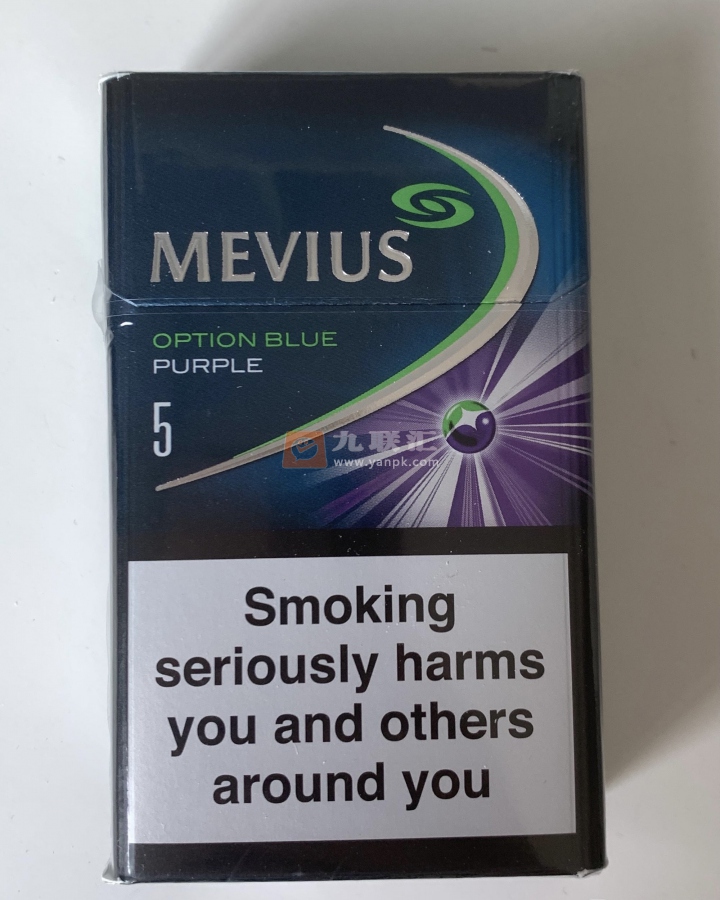 MEVIUS
OPTION BLUE
PURPLE
5
九联汇
www.yanpk.com
Smoking
seriously harms
you and others
around you